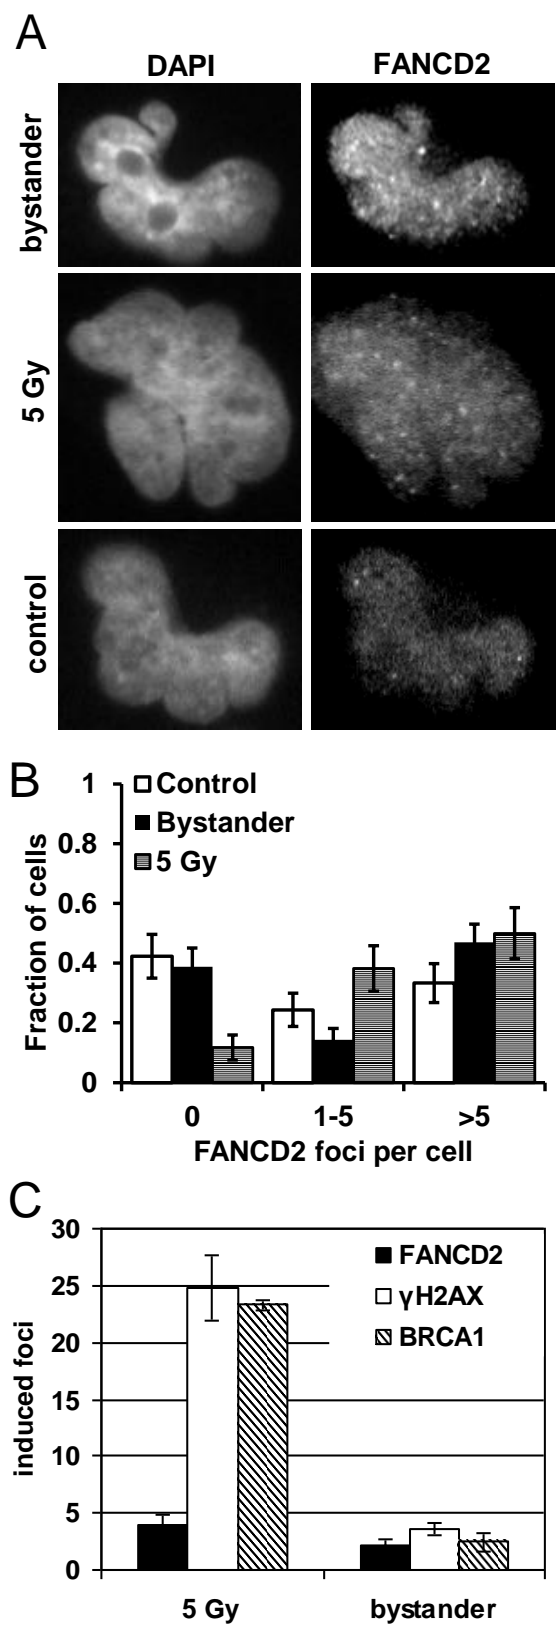 A
DAPI FANCD2
bystander
5 Gy
control
B
1
0.8
0.6
0.4
0.2
0
Fraction of cells
Control
Bystander
5 Gy
0 1-5 >5
FANCD2 foci per cell
C
30
25
20
15
10
5
0
induced foci
FANCD2
γH2AX
BRCA1
5 Gy bystander